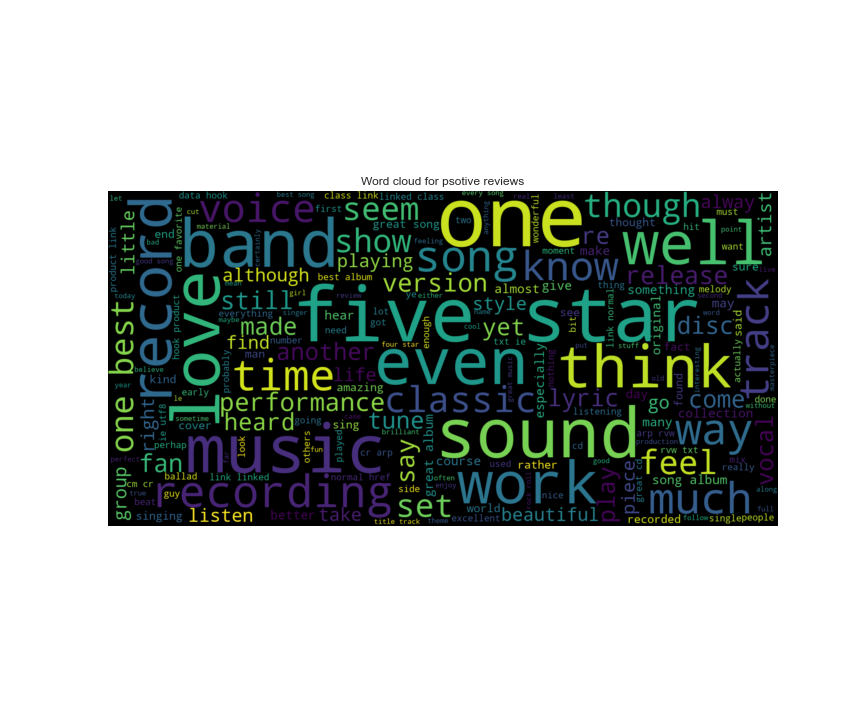 Word cloud for psotive reviews
let
data hook
best song
class link
linked class
every song
real
least
voice
seem
one
though
alway
must
artist
record
little
one favorite
cut
material
first
great song
two
anything
wonderful
thought
hit
point
end
bad
good song
band
show
song
know
re
well
want
certainly
feeling
moment
make
sure
live
product link
playing
although
best album
version
almost
give
thing
release
something
melody
today
love
mean
girl
still
review
yet
either
style
see
may
second
hook product
everything
singer
hear
five star
link normal
original
disc
word
made
number
need
lot
got
cool
txt ie
bit
put
stuff
said
actually
track
find
four star
enough
believe
man
another
even
great music
especially
nothing
think
interesting
masterpiece
one best
kind
probably
life
time
amazing
classic
lyric
day
old
found
come
year
early
performance
listening
go
collection
done
without
right
ie utf8
sometime
cover
heard
going
sing
tune
many
way
perhap
others
fun
played
say
great album
cd
arp rvw
production
music
look
cr arp
course
used
rather
good
rvw txt
mix
really
vocal
group
fan
perfect
far
sound
feel
ballad
link linked
normal href
side
often
work
nice
play
piece
great cd
song album
along
cm cr
guy
recording
enjoy
true
beat
set
world
much
full
singing
listen
better
take
brilliant
title track
theme
excellent
beautiful
recorded
follow
single
people